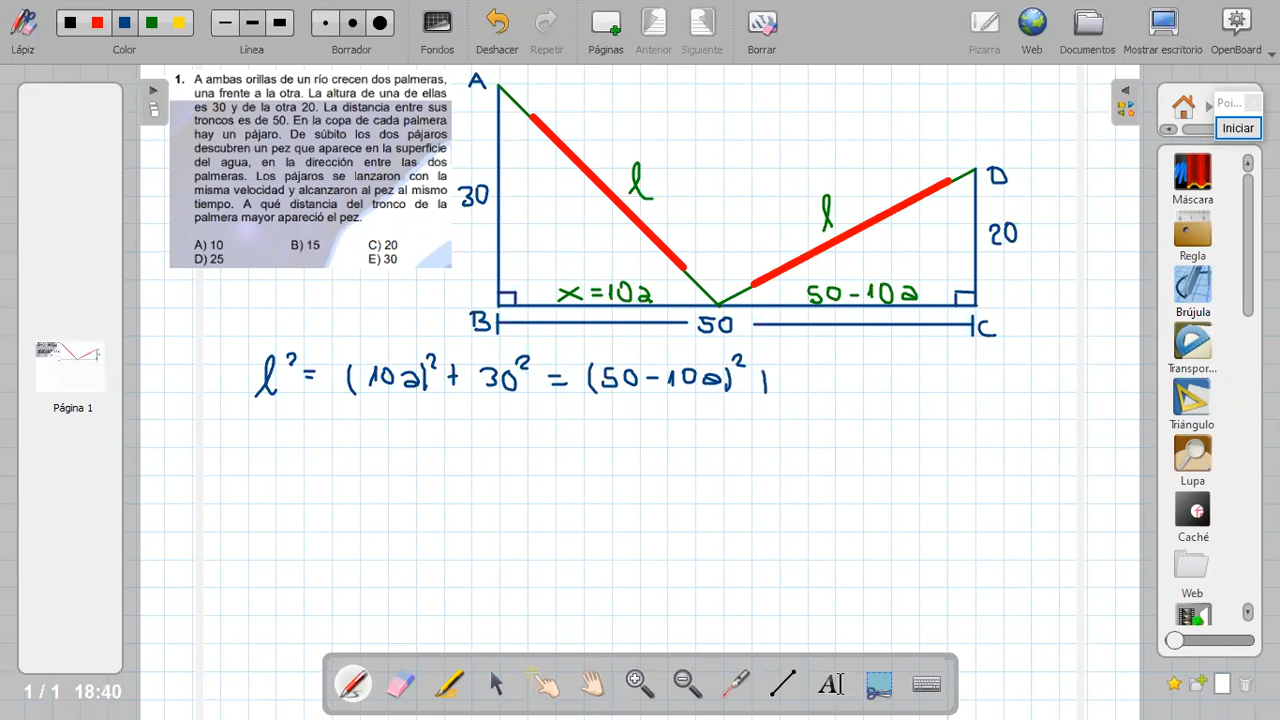 Lápiz
Color
Línea
Borrador
Fondos
Deshacer
Repetir
Páginas
Anterior
Siguiente
Borrar
Pizarra
Web
Documentos
Mostrar escritorio
OpenBoard
1. A ambas orillas de un río crecen dos palmeras,
una frente a la otra. La altura de una de ellas
es 30 y de la otra 20. La distancia entre sus
troncos es de 50. En la copa de cada palmera
hay un pájaro. De súbito los dos pájaros
descubren un pez que aparece en la superficie
del agua, en la dirección entre las dos
palmeras. Los pájaros se lanzaron con la
misma velocidad y alcanzaron al pez al mismo
tiempo. A qué distancia del tronco de la
palmera mayor apareció el pez.
A) 10 B) 15 C) 20
D) 25 E) 30
A
30
l
l
D
20
x = 10a
50 - 10a
B
50
C
l² = (10a)² + 30² = (50 - 10a)²
Poi...
Iniciar
Máscara
Regla
Brújula
Transpor...
Triángulo
Lupa
Caché
Web
Página 1
1 / 1 18:40